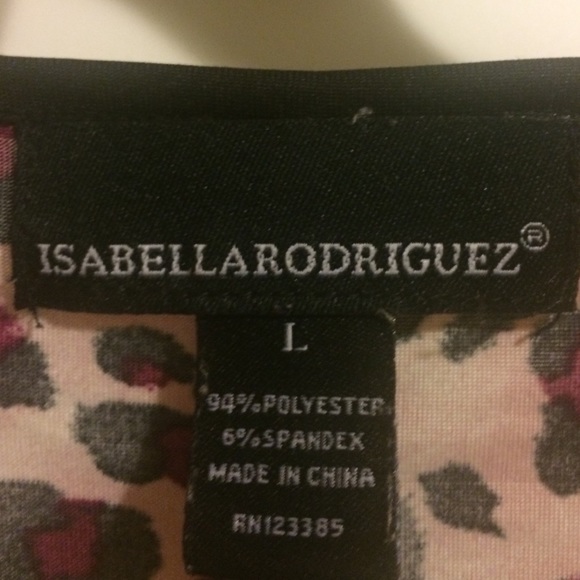 ISABELLARODRIGUEZ®
L
94%POLYESTER
6%SPANDEX
MADE IN CHINA
RN123385